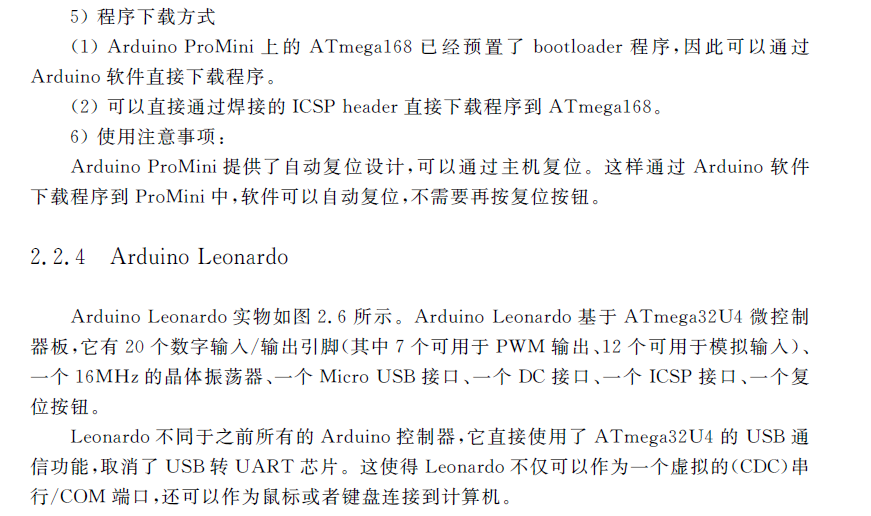 5) 程序下载方式
(1) Arduino ProMini 上的 ATmega168 已经预置了 bootloader 程序,因此可以通过
Arduino 软件直接下载程序。
(2) 可以直接通过焊接的 ICSP header 直接下载程序到 ATmega168。
6) 使用注意事项:
Arduino ProMini 提供了自动复位设计,可以通过主机复位。这样通过 Arduino 软件
下载程序到 ProMini 中,软件可以自动复位,不需要再按复位按钮。
2.2.4 Arduino Leonardo
Arduino Leonardo 实物如图 2.6 所示。Arduino Leonardo 基于 ATmega32U4 微控制
器板,它有 20 个数字输入/输出引脚(其中 7 个可用于 PWM 输出、12 个可用于模拟输入)、
一个 16MHz 的晶体振荡器、一个 Micro USB 接口、一个 DC 接口、一个 ICSP 接口、一个复
位按钮。
Leonardo 不同于之前所有的 Arduino 控制器,它直接使用了 ATmega32U4 的 USB 通
信功能,取消了 USB 转 UART 芯片。这使得 Leonardo 不仅可以作为一个虚拟的(CDC)串
行/COM 端口,还可以作为鼠标或者键盘连接到计算机。